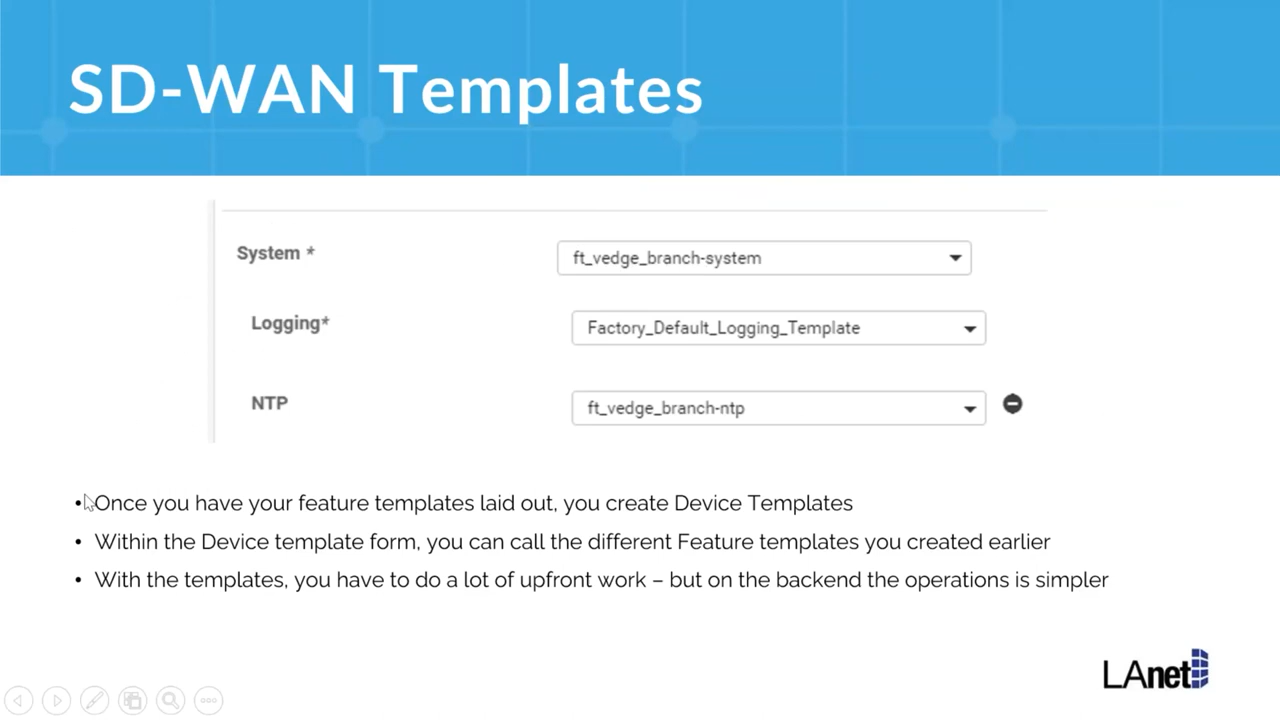 SD-WAN Templates
System *
ft_vedge_branch-system
Logging*
Factory_Default_Logging_Template
NTP
ft_vedge_branch-ntp
• Once you have your feature templates laid out, you create Device Templates
• Within the Device template form, you can call the different Feature templates you created earlier
• With the templates, you have to do a lot of upfront work – but on the backend the operations is simpler
LAnet